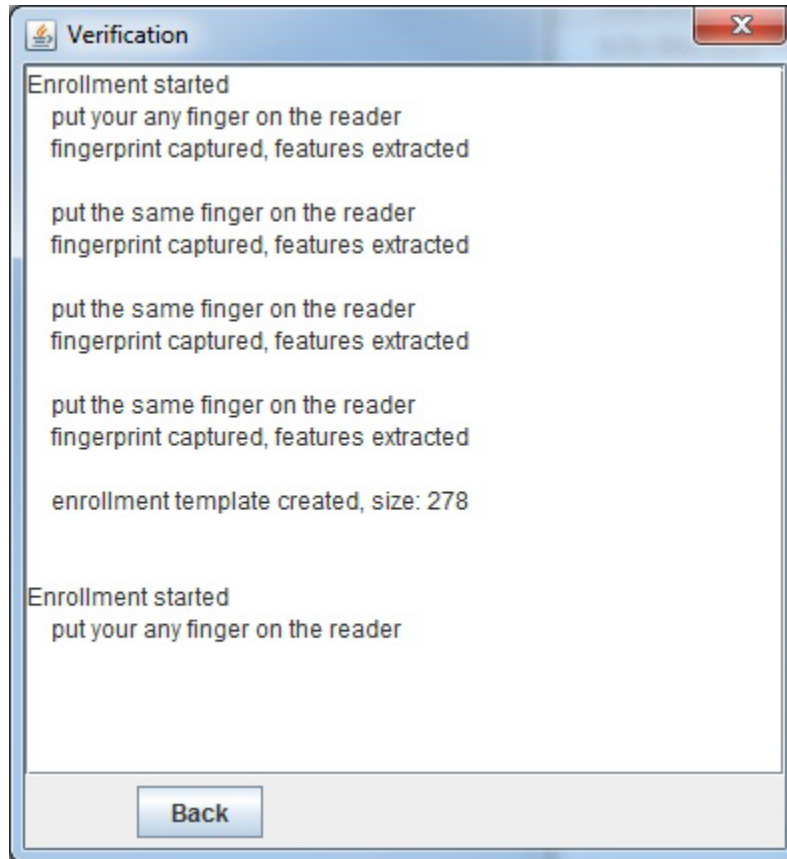 Verification
Enrollment started
put your any finger on the reader
fingerprint captured, features extracted
put the same finger on the reader
fingerprint captured, features extracted
put the same finger on the reader
fingerprint captured, features extracted
put the same finger on the reader
fingerprint captured, features extracted
enrollment template created, size: 278
Enrollment started
put your any finger on the reader
Back